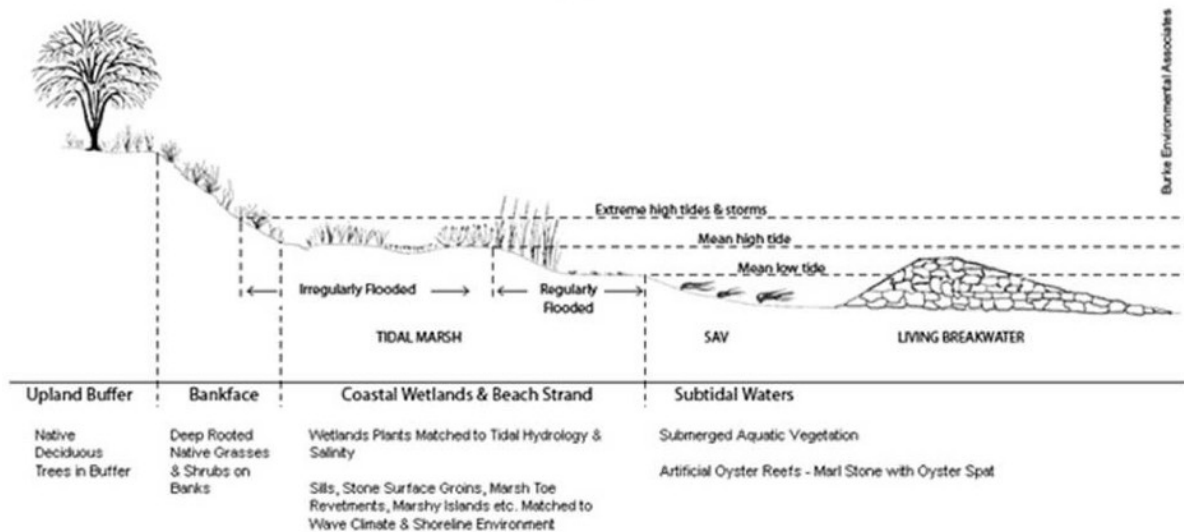 Burke Environmental Associates
Extreme high tides & storms
Mean high tide
Mean low tide
Irregularly Flooded
Regularly
Flooded
TIDAL MARSH
SAV
LIVING BREAKWATER
Upland Buffer
Bankface
Coastal Wetlands & Beach Strand
Subtidal Waters
Native
Deciduous
Trees in Buffer
Deep Rooted
Native Grasses
& Shrubs on
Banks
Wetlands Plants Matched to Tidal Hydrology &
Salinity
Sills, Stone Surface Groins, Marsh Toe
Revetments, Marshy Islands etc. Matched to
Wave Climate & Shoreline Environment
Submerged Aquatic Vegetation
Artificial Oyster Reefs - Marl Stone with Oyster Spat